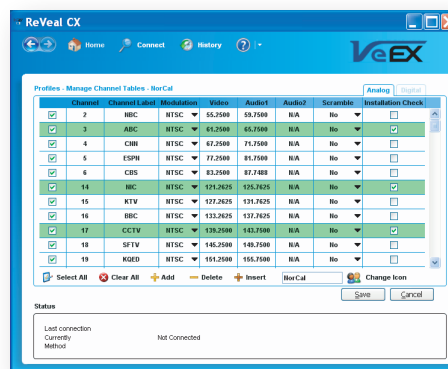 ReVeal CX
Home Connect History ? VeEX
Profiles - Manage Channel Tables - NorCal Analog Digital
Channel Channel Label Modulation Video Audio1 Audio2 Scramble Installation Check
2 NBC NTSC 55.2500 59.7500 N/A No
3 ABC NTSC 61.2500 65.7500 N/A No
4 CNN NTSC 67.2500 71.7500 N/A No
5 ESPN NTSC 77.2500 81.7500 N/A No
6 CBS NTSC 83.2500 87.7488 N/A No
14 NIC NTSC 121.2625 125.7625 N/A No
15 KTV NTSC 127.2625 131.7625 N/A No
16 BBC NTSC 133.2625 137.7625 N/A No
17 CCTV NTSC 139.2500 143.7500 N/A No
18 SFTV NTSC 145.2500 149.7500 N/A No
19 KQED NTSC 151.2500 155.7500 N/A No
Select All Clear All Add Delete Insert NorCal Change Icon
Save Cancel
Status
Last connection
Currently Not Connected
Method